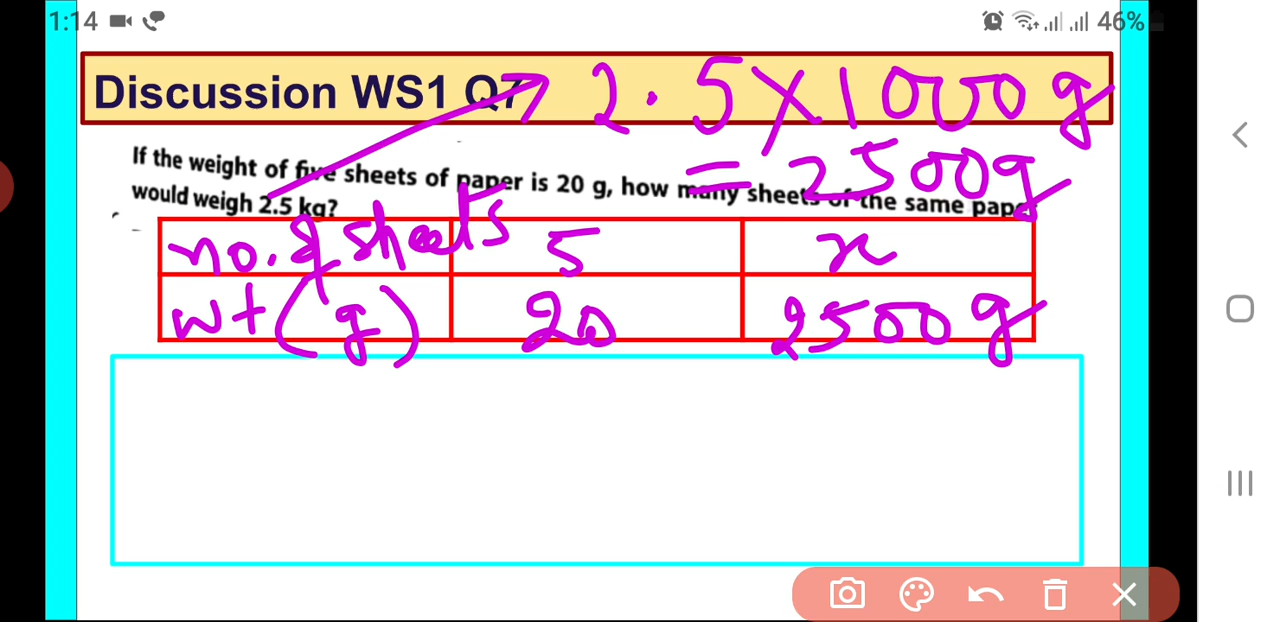 1:14 46%
Discussion WS1 Q7 2.5 X 1000 g
= 2500g
If the weight of five sheets of paper is 20 g, how many sheets of the same paper
would weigh 2.5 kg?
no. of sheets 5 x
wt (g) 20 2500 g